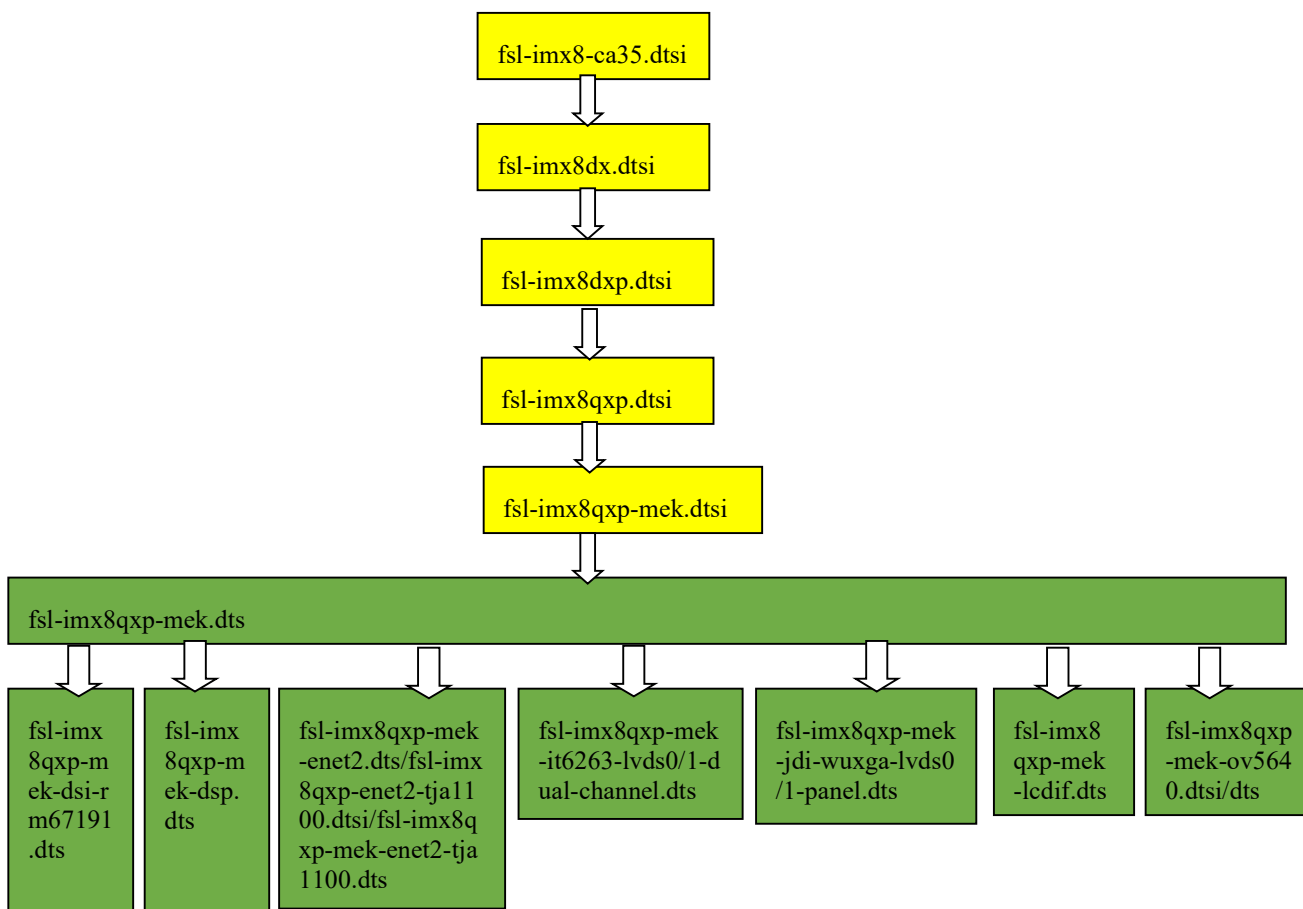 fsl-imx8-ca35.dtsi
fsl-imx8dx.dtsi
fsl-imx8dxp.dtsi
fsl-imx8qxp.dtsi
fsl-imx8qxp-mek.dtsi
fsl-imx8qxp-mek.dts
fsl-imx
8qxp-m
ek-dsi-r
m67191
.dts
fsl-imx
8qxp-m
ek-dsp.
dts
fsl-imx8qxp-mek
-enet2.dts/fsl-imx
8qxp-enet2-tja11
00.dtsi/fsl-imx8q
xp-mek-enet2-tja
1100.dts
fsl-imx8qxp-mek
-it6263-lvds0/1-d
ual-channel.dts
fsl-imx8qxp-mek
-jdi-wuxga-lvds0
/1-panel.dts
fsl-imx8
qxp-mek
-lcdif.dts
fsl-imx8qxp
-mek-ov564
0.dtsi/dts